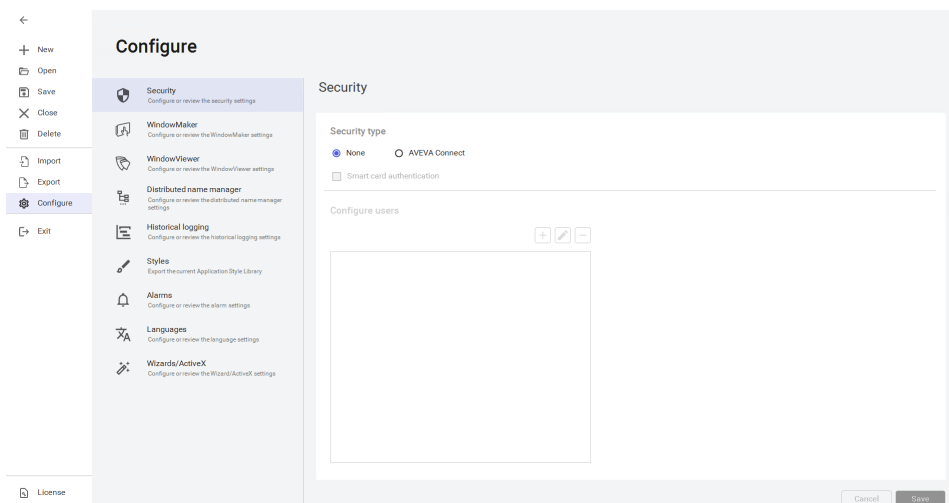 New
Open
Save
Close
Delete
Import
Export
Configure
Exit
License
Configure
Security
Configure or review the security settings
WindowMaker
Configure or review the WindowMaker settings
WindowViewer
Configure or review the WindowViewer settings
Distributed name manager
Configure or review the distributed name manager
settings
Historical logging
Configure or review the historical logging settings
Styles
Export the current Application Style Library
Alarms
Configure or review the alarm settings
Languages
Configure or review the language settings
Wizards/ActiveX
Configure or review the Wizard/ActiveX settings
Security
Security type
None AVEVA Connect
Smart card authentication
Configure users
Cancel Save